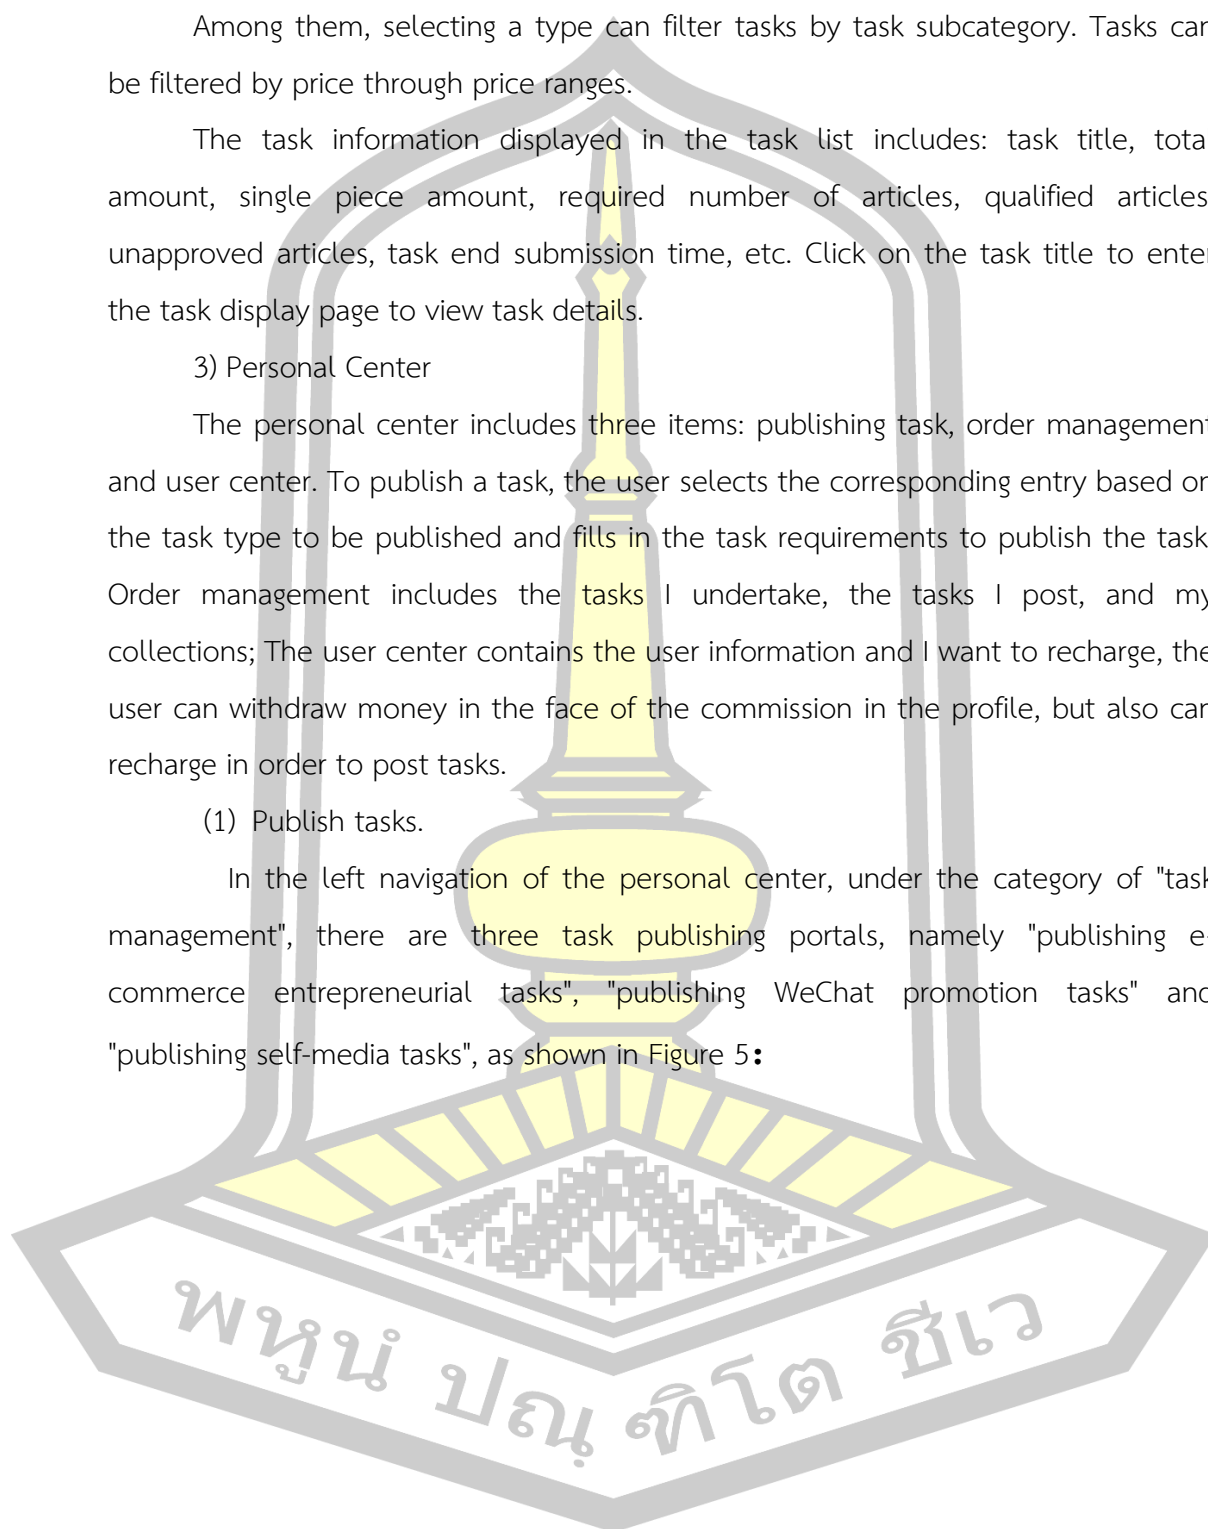 Among them, selecting a type can filter tasks by task subcategory. Tasks can
be filtered by price through price ranges.
The task information displayed in the task list includes: task title, total
amount, single piece amount, required number of articles, qualified articles
unapproved articles, task end submission time, etc. Click on the task title to enter
the task display page to view task details.
3) Personal Center
The personal center includes three items: publishing task, order management
and user center. To publish a task, the user selects the corresponding entry based on
the task type to be published and fills in the task requirements to publish the task
Order management includes the tasks I undertake, the tasks I post, and my
collections; The user center contains the user information and I want to recharge, the
user can withdraw money in the face of the commission in the profile, but also can
recharge in order to post tasks.
(1) Publish tasks.
In the left navigation of the personal center, under the category of "task
management", there are three task publishing portals, namely "publishing e-
commerce entrepreneurial tasks", "publishing WeChat promotion tasks" and
"publishing self-media tasks", as shown in Figure 5:
พหูนํ ปณฺฑิโต ชีเว